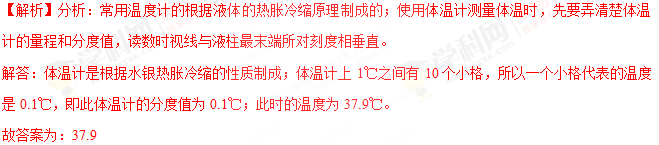 【解析】分析：常用温度计的根据液体的热胀冷缩原理制成的；使用体温计测量体温时，先要弄清楚体温
计的量程和分度值，读数时视线与液柱最末端所对刻度相垂直。
解答：体温计是根据水银热胀冷缩的性质制成；体温计上 1℃之间有 10 个小格，所以一个小格代表的温度
是 0.1℃，即此体温计的分度值为 0.1℃；此时的温度为 37.9℃。
故答案为：37.9